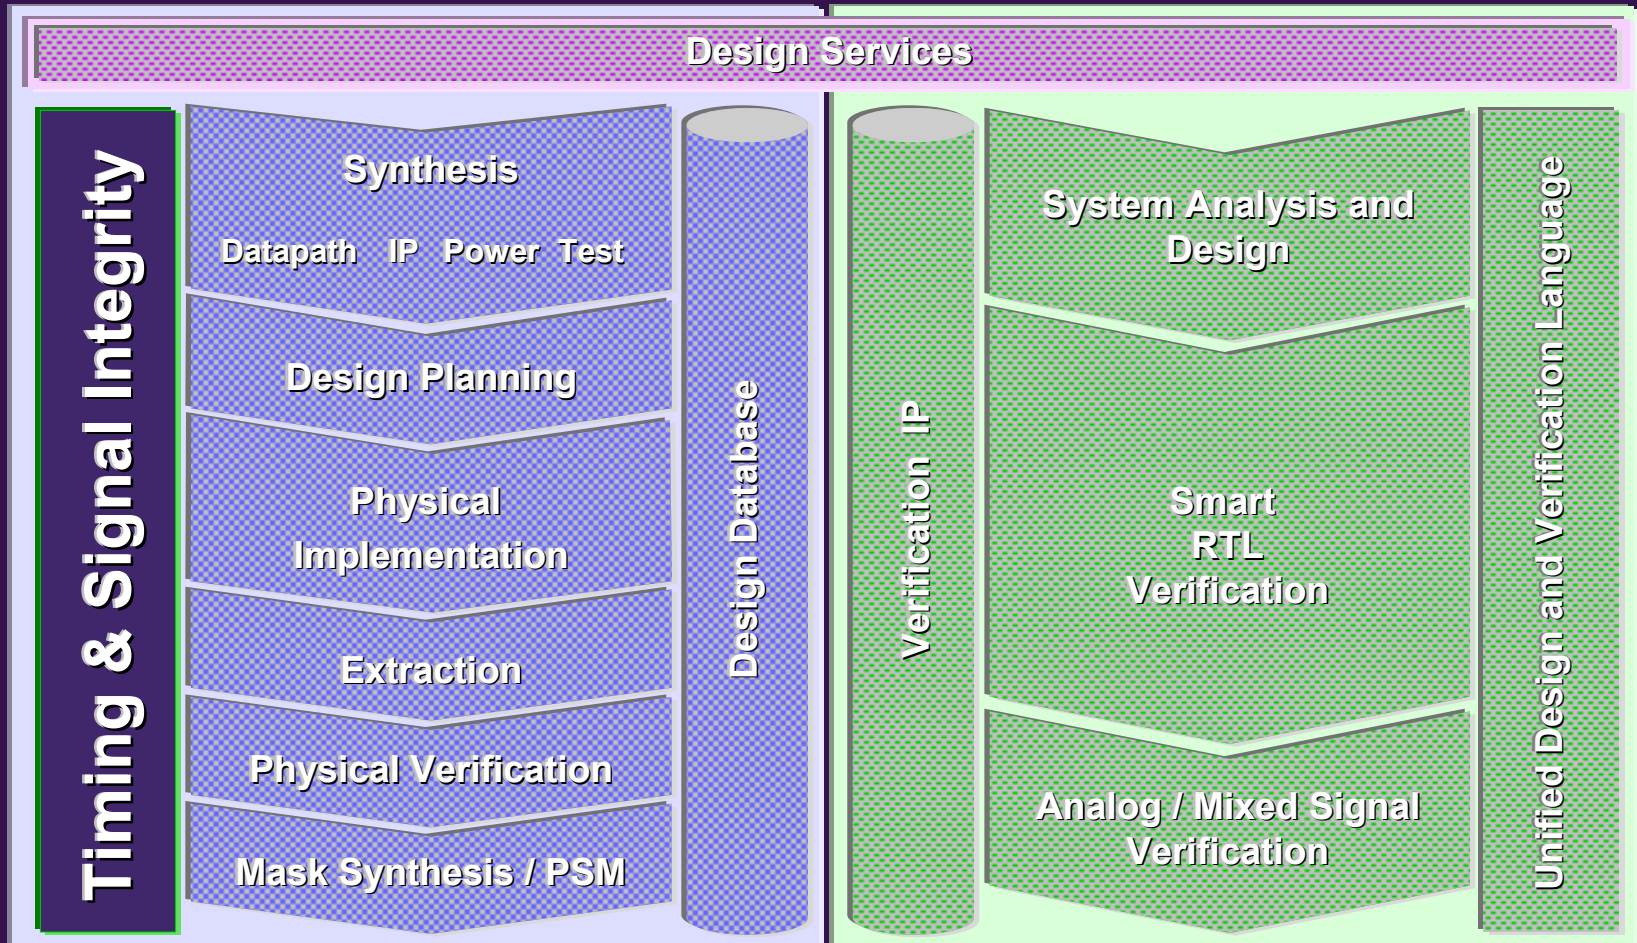 Design Services
Timing & Signal Integrity
Synthesis
Datapath IP Power Test
Design Planning
Physical
Implementation
Extraction
Physical Verification
Mask Synthesis / PSM
Design Database
Verification IP
System Analysis and
Design
Smart
RTL
Verification
Analog / Mixed Signal
Verification
Unified Design and Verification Language